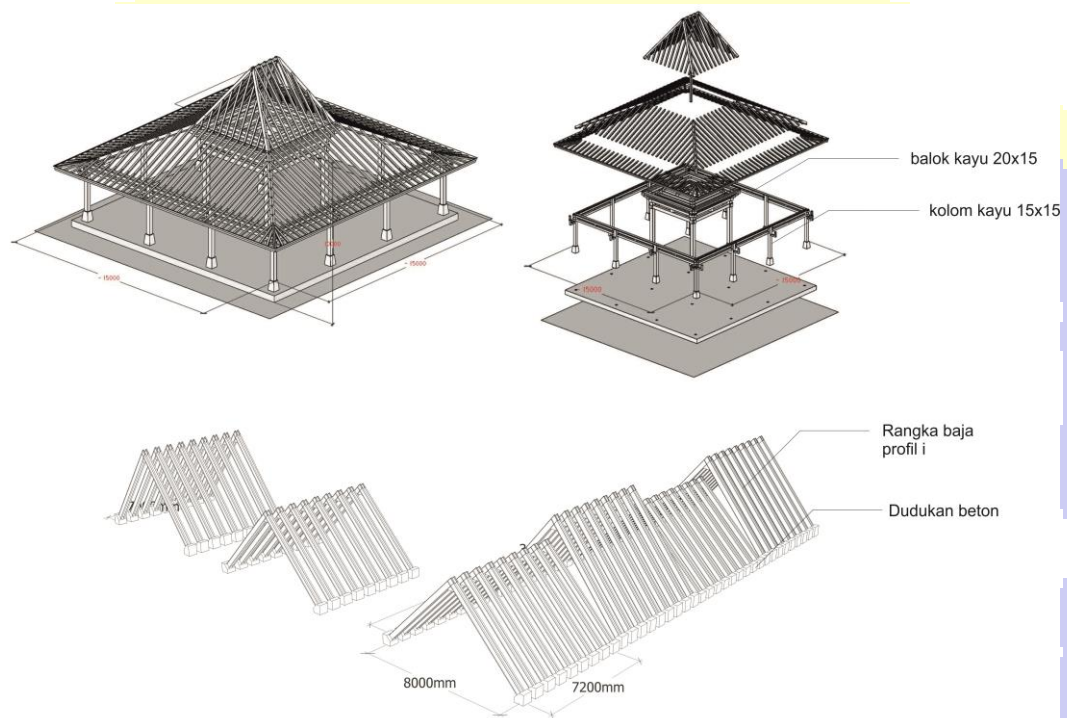 balok kayu 20x15
kolom kayu 15x15
- 15000
- 15000
15000
- 15000
Rangka baja
profil i
Dudukan beton
8000mm
7200mm